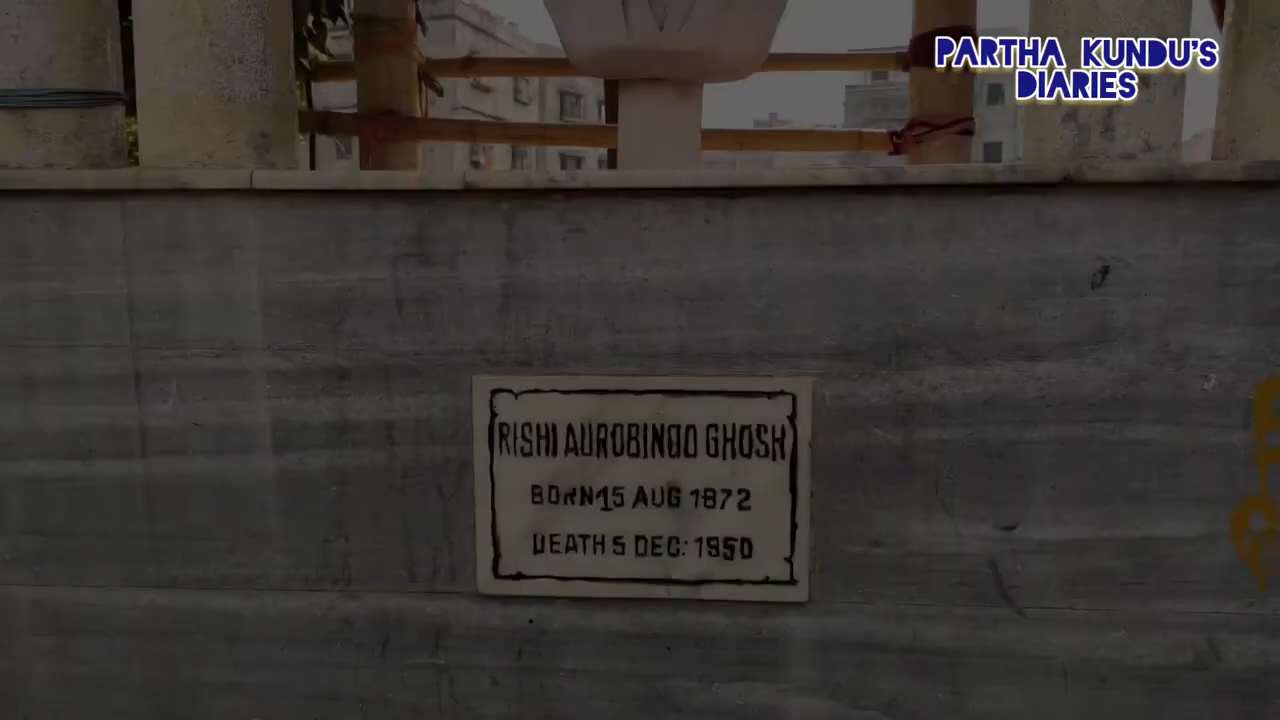 PARTHA KUNDU'S
DIARIES
RISHI AUROBINDO GHOSH
BORN 15 AUG 1872
DEATH 5 DEC: 1950